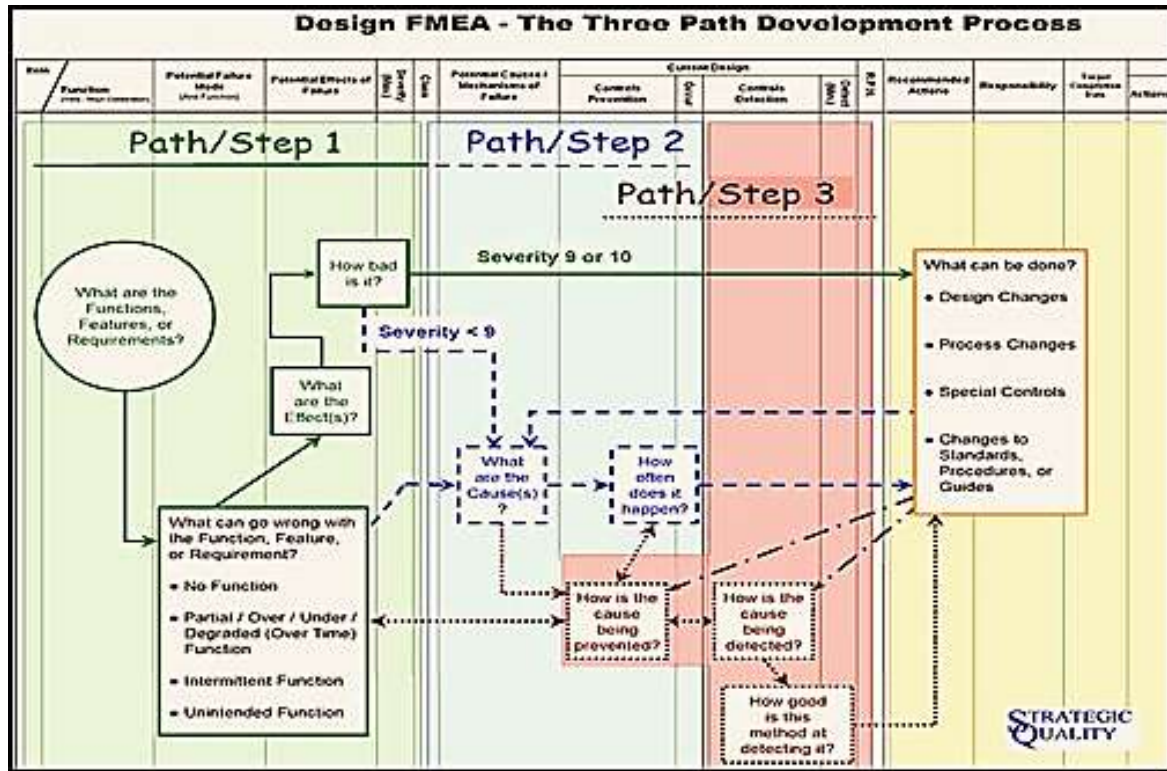 Design FMEA - The Three Path Development Process
Item
Function
Potential Failure
Mode
Potential Effects of
Failure
Severity
Class
Potential Causes /
Mechanisms of
Failure
Current Design
Controls
Prevention
Occur
Controls
Detection
R.P.N.
Recommended
Actions
Responsibility
Target
Actions
Path/Step 1
Path/Step 2
Path/Step 3
What are the
Functions,
Features, or
Requirements?
How bad
is it?
Severity 9 or 10
Severity < 9
What
are the
Effect(s)?
What can go wrong with
the Function, Feature,
or Requirement?
• No Function
• Partial / Over / Under /
Degraded (Over Time)
Function
• Intermittent Function
• Unintended Function
What
are the
Cause(s)
?
How
often
does it
happen?
How is the
cause
being
prevented?
How is the
cause
being
detected?
How good
is this
method at
detecting it?
What can be done?
• Design Changes
• Process Changes
• Special Controls
• Changes to
Standards,
Procedures, or
Guides
STRATEGIC
QUALITY